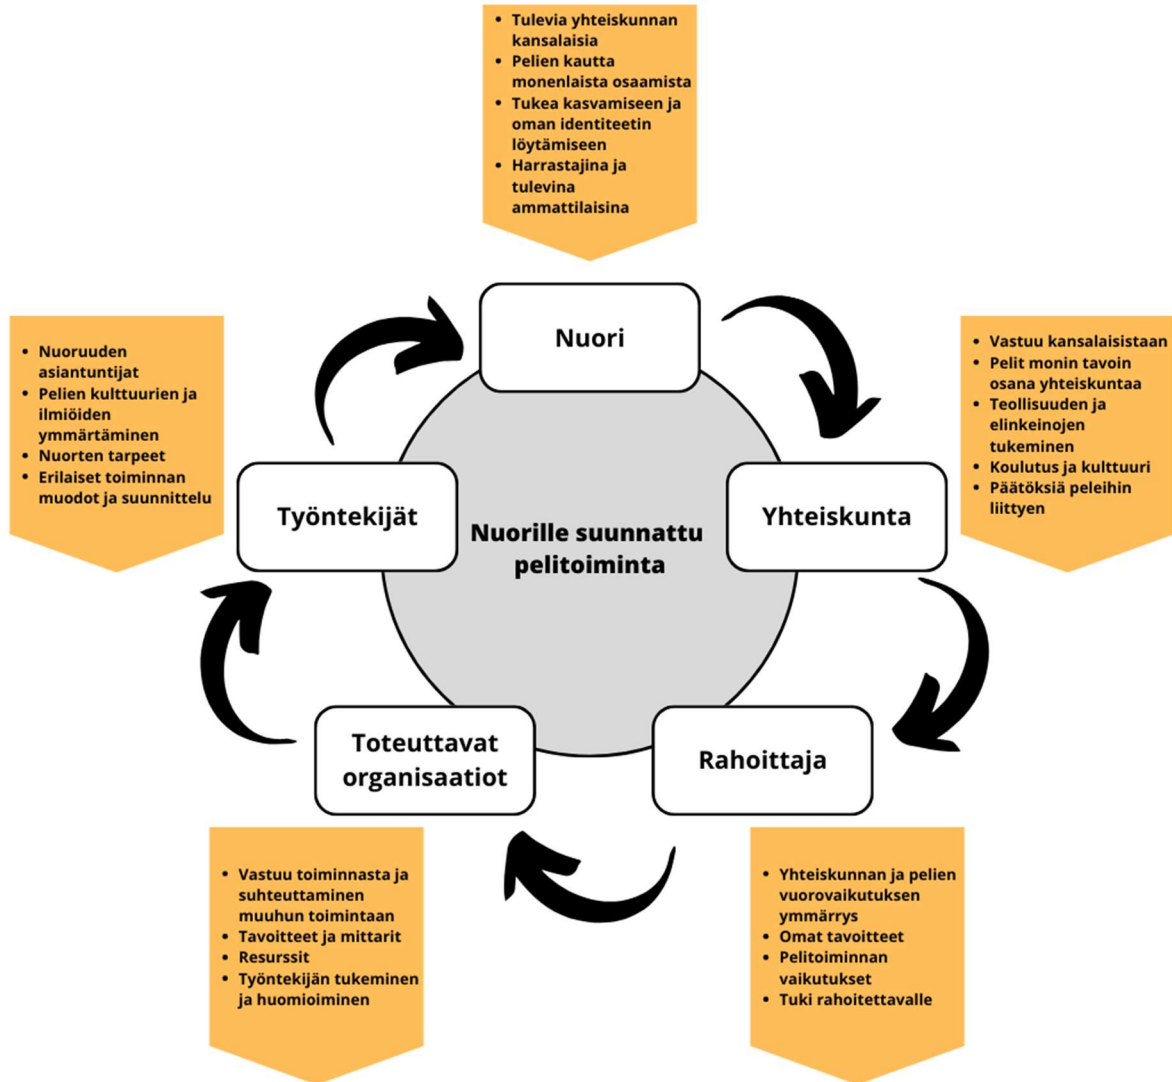 • Tulevia yhteiskunnan
kansalaisia
• Pelien kautta
monenlaista osaamista
• Tukea kasvamiseen ja
oman identiteetin
löytämiseen
• Harrastajina ja
tulevina
ammattilaisina
Nuori
• Vastuu kansalaisistaan
• Pelit monin tavoin
osana yhteiskuntaa
• Teollisuuden ja
elinkeinojen
tukeminen
• Koulutus ja kulttuuri
• Päätöksiä peleihin
liittyen
Yhteiskunta
Rahoittaja
• Yhteiskunnan ja pelien
vuorovaikutuksen
ymmärrys
• Omat tavoitteet
• Pelitoiminnan
vaikutukset
• Tuki rahoitettavalle
Toteuttavat
organisaatiot
• Vastuu toiminnasta ja
suhteuttaminen
muuhun toimintaan
• Tavoitteet ja mittarit
• Resurssit
• Työntekijän tukeminen
ja huomioiminen
Työntekijät
• Nuoruuden
asiantuntijat
• Pelien kulttuurien ja
ilmiöiden
ymmärtäminen
• Nuorten tarpeet
• Erilaiset toiminnan
muodot ja suunnittelu
Nuorille suunnattu
pelitoiminta